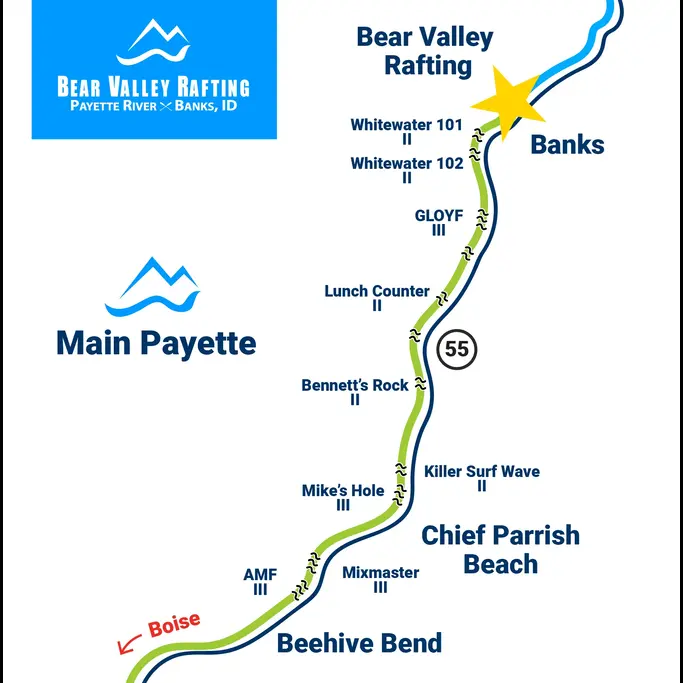 BEAR VALLEY RAFTING
PAYETTE RIVER BANKS, ID
Bear Valley
Rafting
Whitewater 101
II
Banks
Whitewater 102
II
GLOYF
III
Lunch Counter
II
Main Payette
55
Bennett's Rock
II
Killer Surf Wave
II
Mike's Hole
III
Chief Parrish
Beach
AMF
III
Mixmaster
III
Boise
Beehive Bend